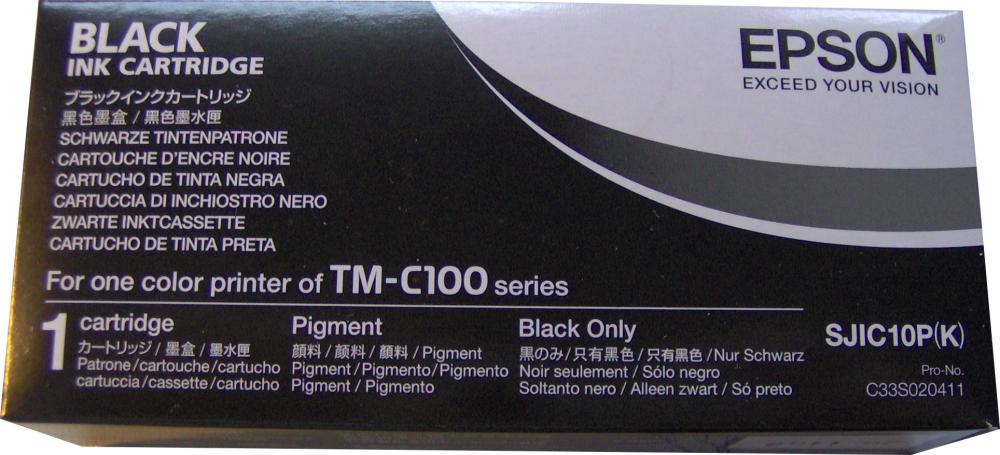 BLACK
INK CARTRIDGE
ブラックインクカートリッジ
黒色墨盒 / 黑色墨水匣
SCHWARZE TINTENPATRONE
CARTOUCHE D'ENCRE NOIRE
CARTUCHO DE TINTA NEGRA
CARTUCCIA DI INCHIOSTRO NERO
ZWARTE INKTCASSETTE
CARTUCHO DE TINTA PRETA
EPSON®
EXCEED YOUR VISION
For one color printer of TM-C100 series
1 cartridge
カートリッジ / 墨盒 / 墨水匣
Patrone/cartouche/cartucho
cartuccia/cassette/cartucho
Pigment
顔料 / 颜料 / 顏料 / Pigment
Pigment/Pigmento/Pigmento
Pigment / Pigmento
Black Only
黒のみ/只有黑色/只有黑色/Nur Schwarz
Noir seulement / Sólo negro
Soltanto nero / Alleen zwart / Só preto
SJIC10P(K)
Pro-No.
C33S020411